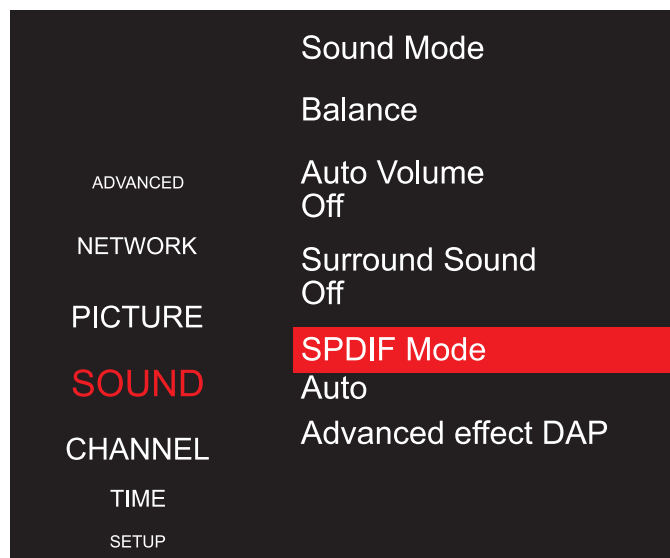 ADVANCED
NETWORK
PICTURE
SOUND
CHANNEL
TIME
SETUP
Sound Mode
Balance
Auto Volume
Off
Surround Sound
Off
SPDIF Mode
Auto
Advanced effect DAP